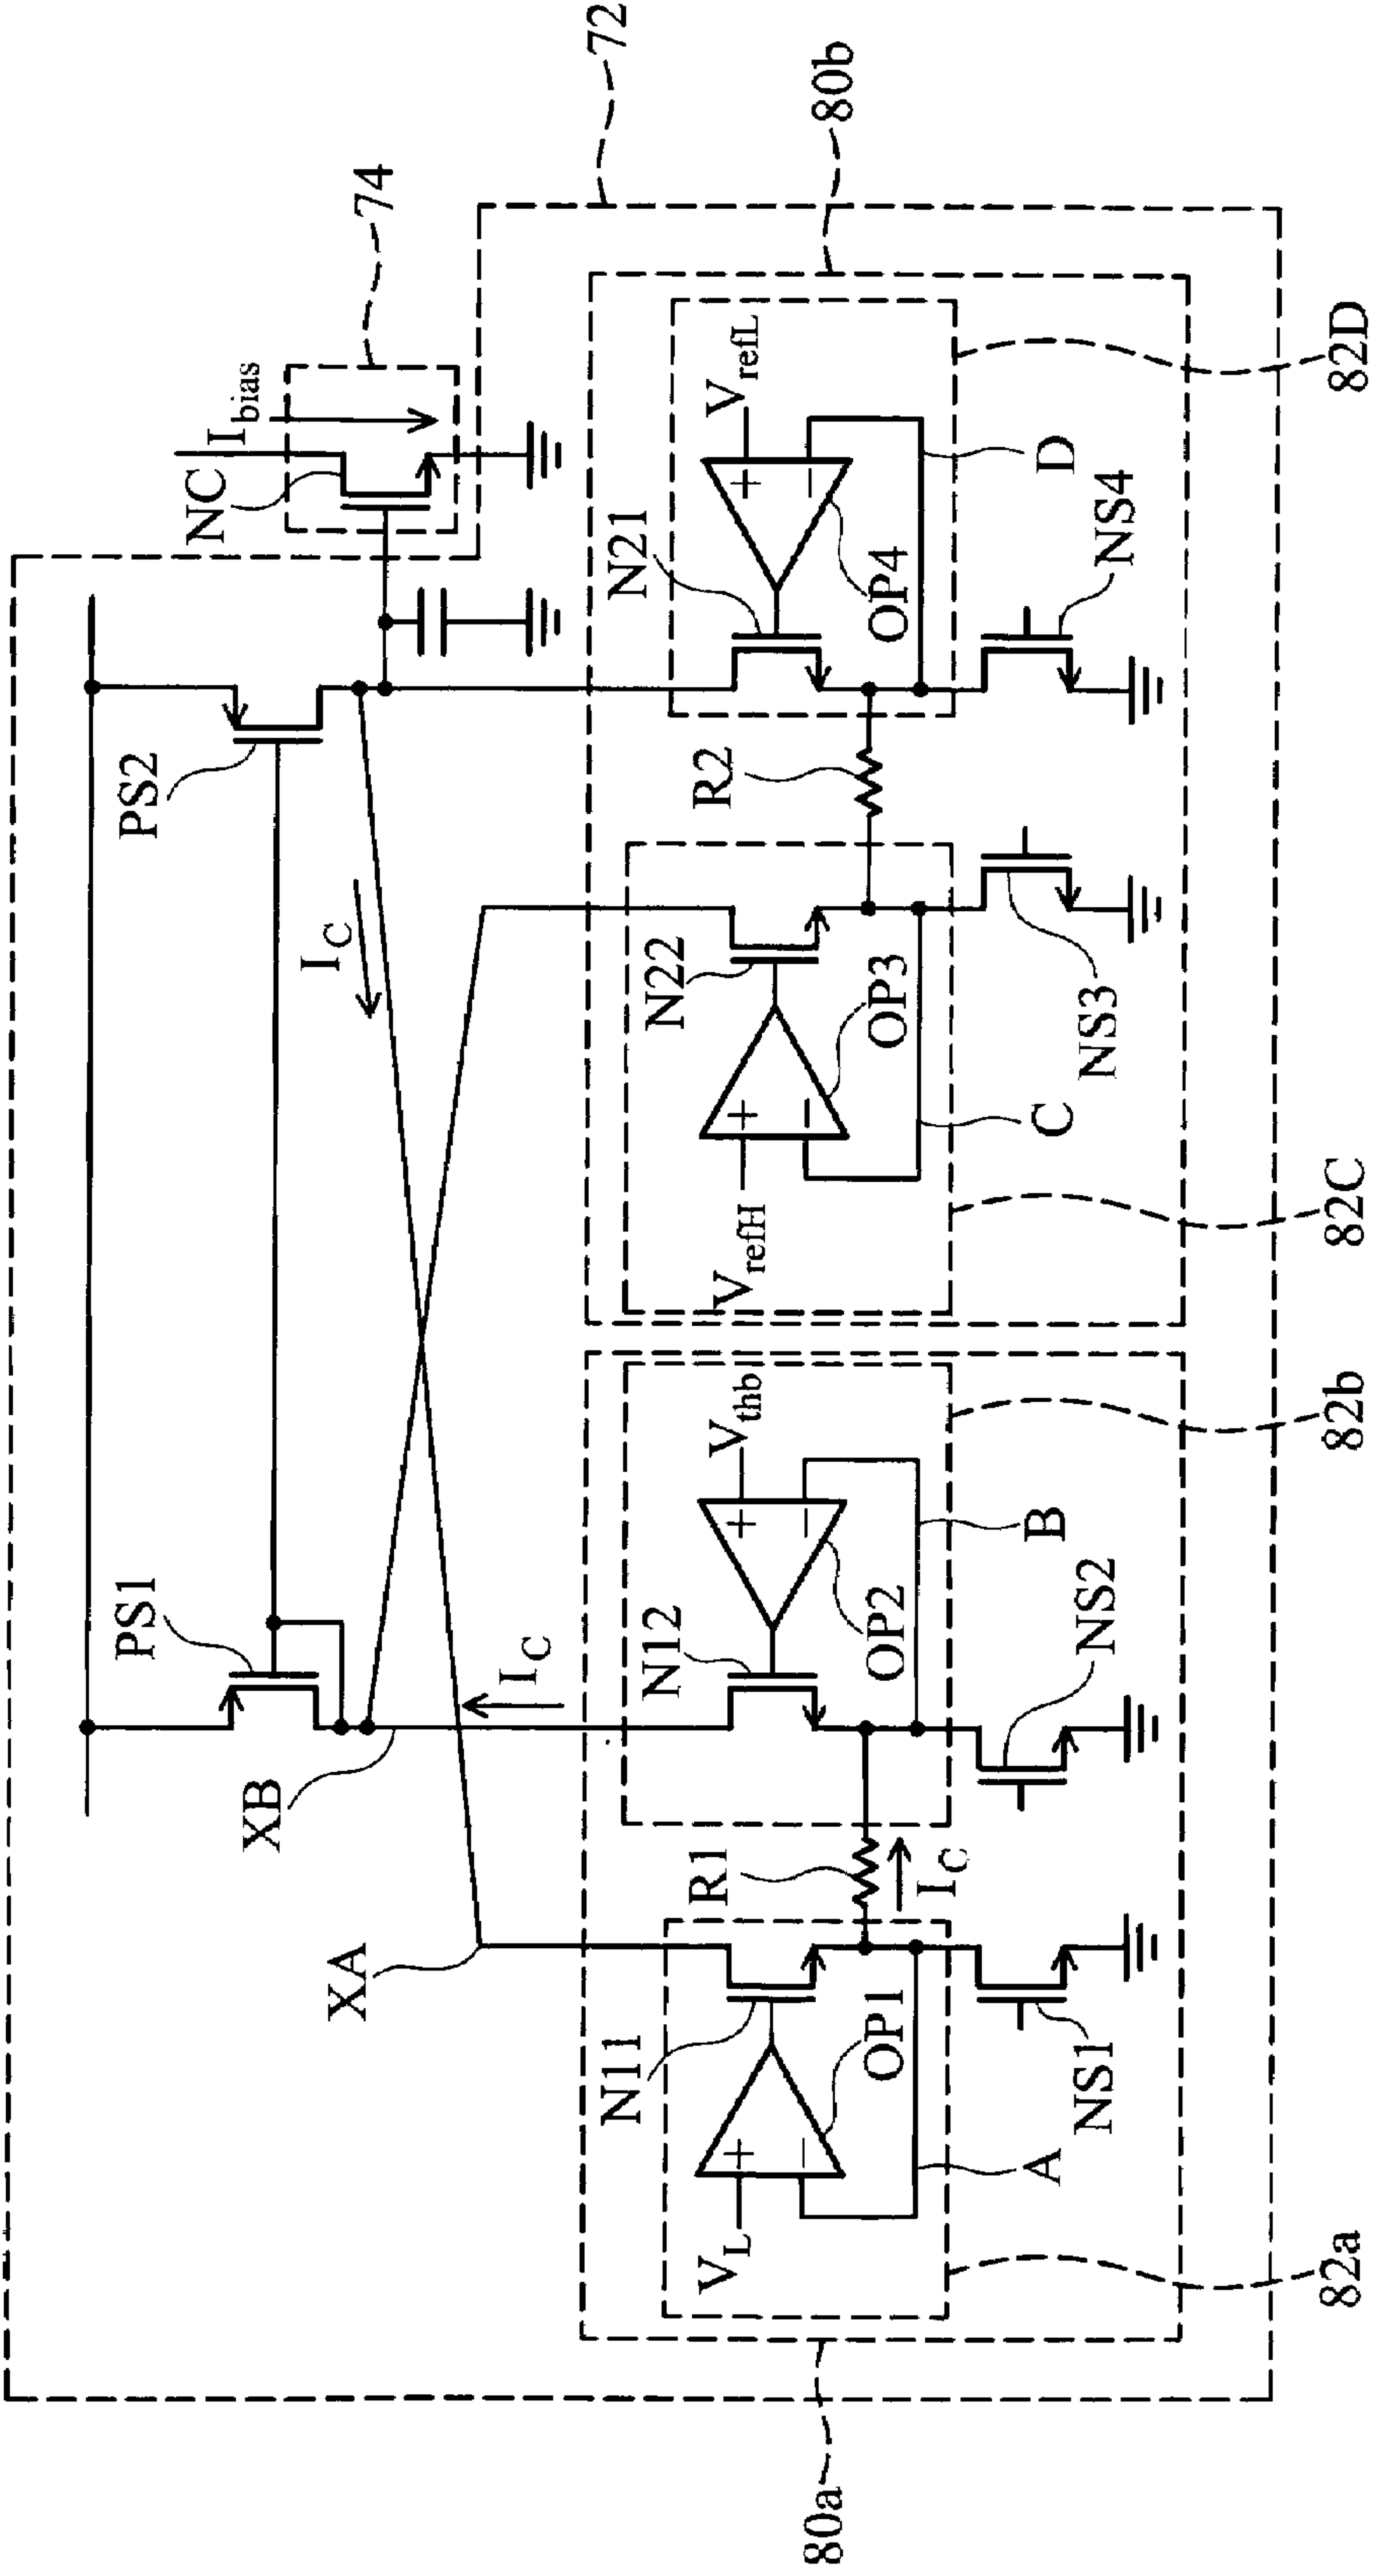 72
74
80b
I_bias
NC
PS2
PS1
I_C
XB
XA
I_C
V_refL
N21
OP4
D
NS4
82D
R2
N22
OP3
V_refH
C
NS3
82C
V_thb
N12
OP2
B
NS2
82b
R1
I_C
N11
OP1
V_L
A
NS1
82a
80a
+
−
+
−
+
−
+
−